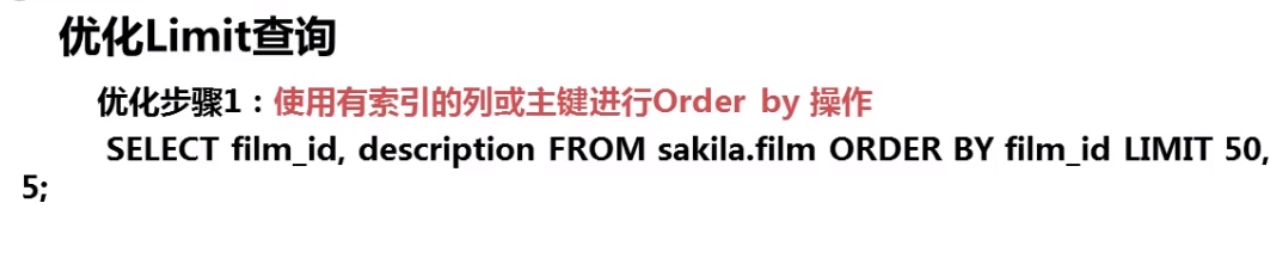 优化Limit查询
优化步骤1：使用有索引的列或主键进行Order by 操作
SELECT film_id, description FROM sakila.film ORDER BY film_id LIMIT 50,
5;